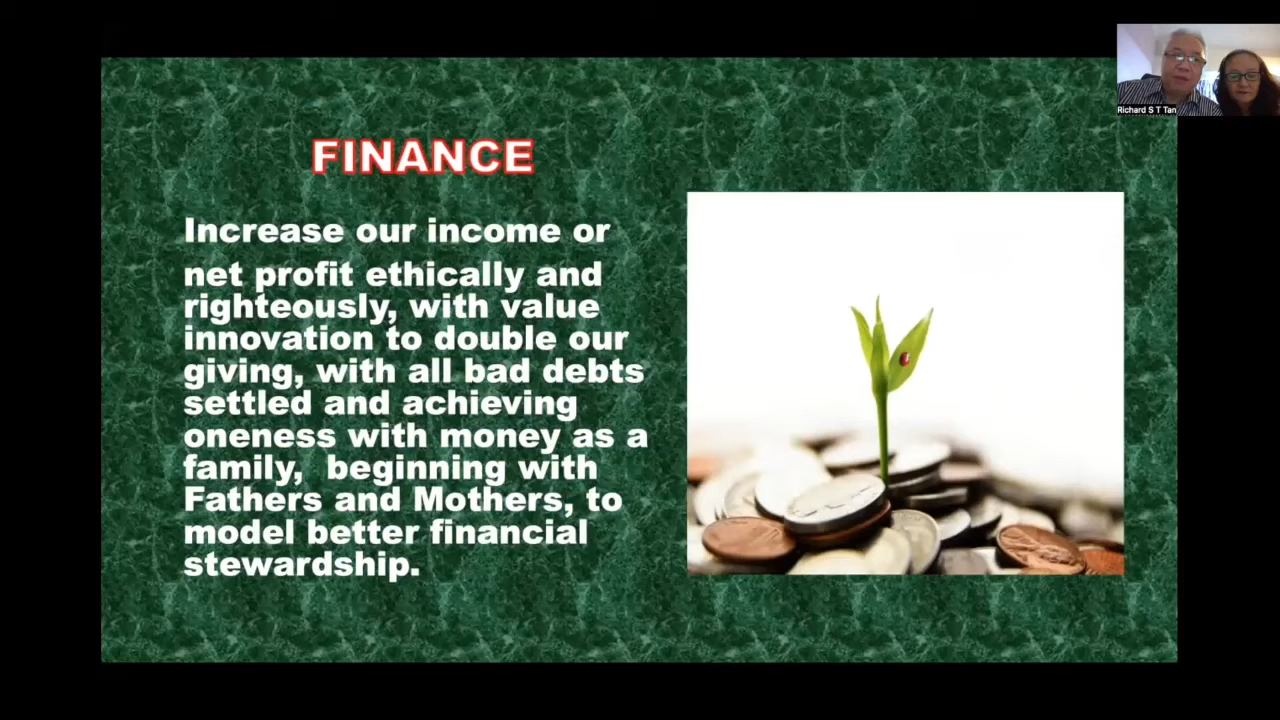 Richard S T Tan
FINANCE
Increase our income or
net profit ethically and
righteously, with value
innovation to double our
giving, with all bad debts
settled and achieving
oneness with money as a
family,  beginning with
Fathers and Mothers, to
model better financial
stewardship.